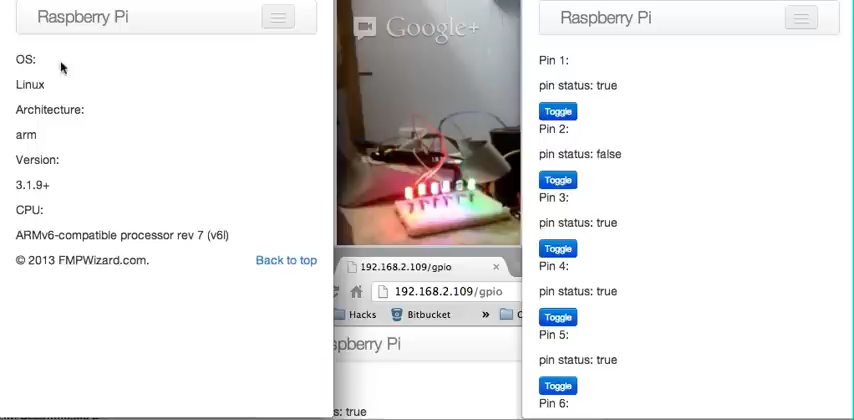 Raspberry Pi
OS:
Linux
Architecture:
arm
Version:
3.1.9+
CPU:
ARMv6-compatible processor rev 7 (v6l)
© 2013 FMPWizard.com.
Back to top
Google+
192.168.2.109/gpio
192.168.2.109/gpio
Hacks
Bitbucket
»
spberry Pi
s: true
Raspberry Pi
Pin 1:
pin status: true
Toggle
Pin 2:
pin status: false
Toggle
Pin 3:
pin status: true
Toggle
Pin 4:
pin status: true
Toggle
Pin 5:
pin status: true
Toggle
Pin 6: